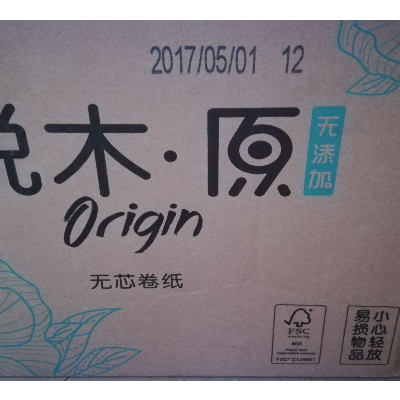 2017/05/01 12
悦木·原
无添加
Origin
无芯卷纸
FSC
MIX
小心轻放
易损物品